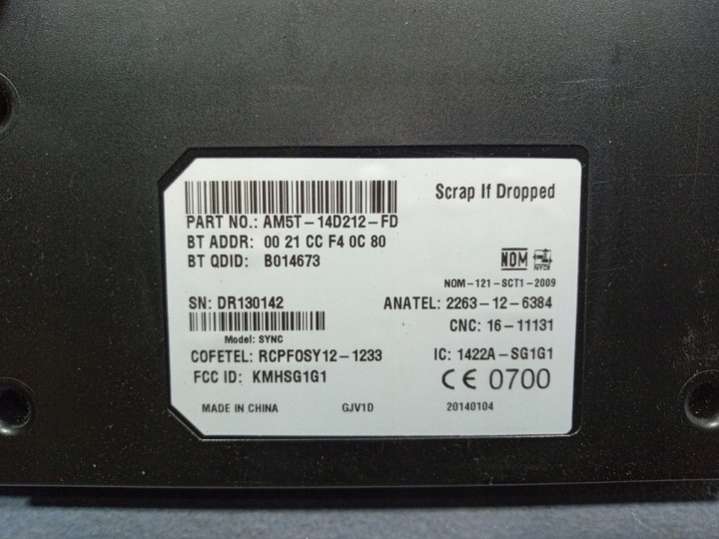 Scrap If Dropped
PART NO.: AM5T-14D212-FD
BT ADDR: 00 21 CC F4 0C 80
BT QDID: B014673
NOM
NOM-121-SCT1-2009
SN: DR130142
ANATEL: 2263-12-6384
CNC: 16-11131
Model: SYNC
COFETEL: RCPFOSY12-1233
IC: 1422A-SG1G1
FCC ID: KMHSG1G1
CE 0700
MADE IN CHINA GJV1D 20140104